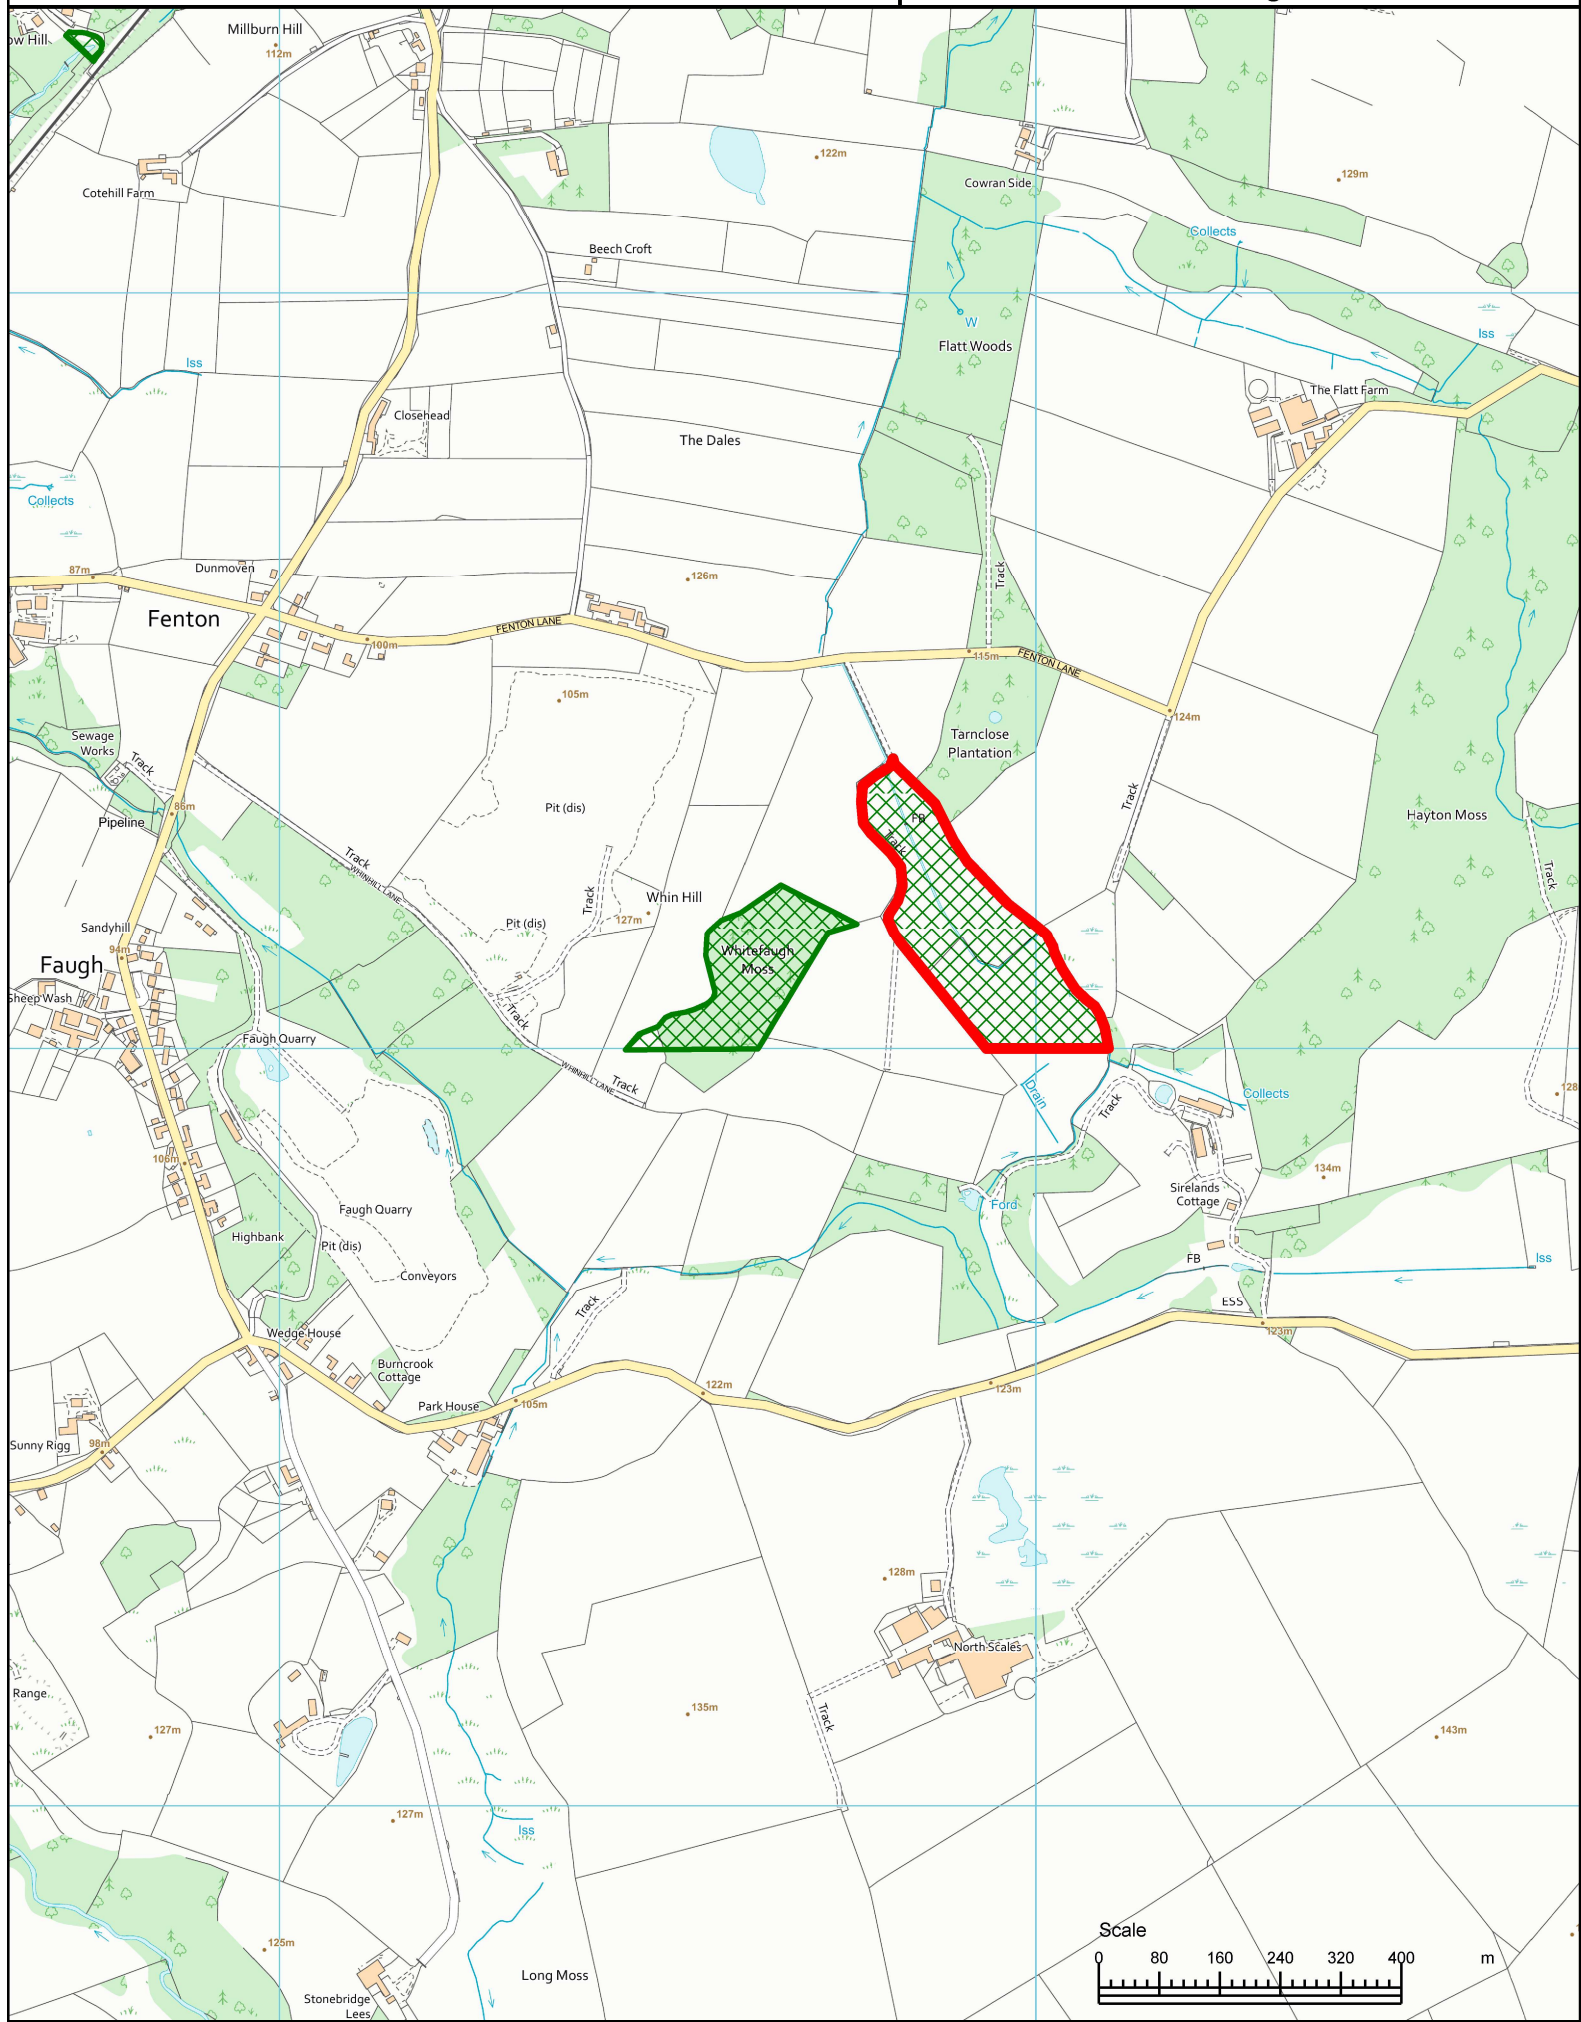 ow Hill
Millburn Hill
112m
Cotehill Farm
122m
Cowran Side
129m
Beech Croft
Collects
W
Flatt Woods
Iss
Iss
The Flatt Farm
Closehead
The Dales
Collects
87m
Dunmoven
126m
Track
Fenton
FENTON LANE
100m
115m
FENTON LANE
105m
124m
Sewage
Works
Track
Tarnclose
Plantation
86m
Pipeline
Pit (dis)
Track
Hayton Moss
FB
Track
Track
WHINHILL LANE
Track
Track
Whin Hill
127m
Pit (dis)
Sandyhill
94m
Whitefaugh
Moss
Faugh
Sheep Wash
Track
Faugh Quarry
WHINHILL LANE
Track
Drain
Track
Collects
128
106m
134m
Sirelands
Cottage
Ford
Faugh Quarry
Highbank
Pit (dis)
Conveyors
FB
Iss
Track
ESS
Wedge House
123m
Burncrook
Cottage
122m
123m
Park House
105m
Sunny Rigg
98m
128m
North Scales
Range
127m
135m
Track
143m
127m
Iss
Scale
125m
0 80 160 240 320 400 m
Long Moss
Stonebridge
Lees